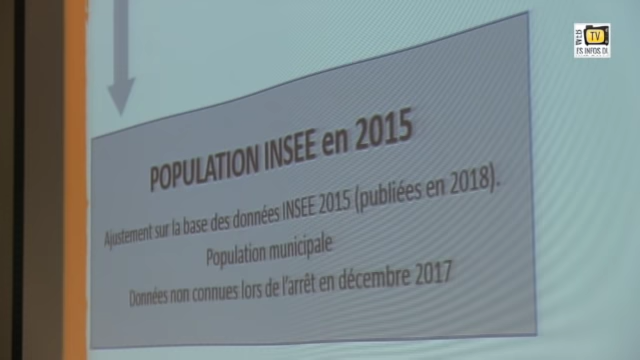 POPULATION INSEE en 2015
Ajustement sur la base des données INSEE 2015 (publiées en 2018).
Population municipale
Données non connues lors de l'arrêt en décembre 2017
TV